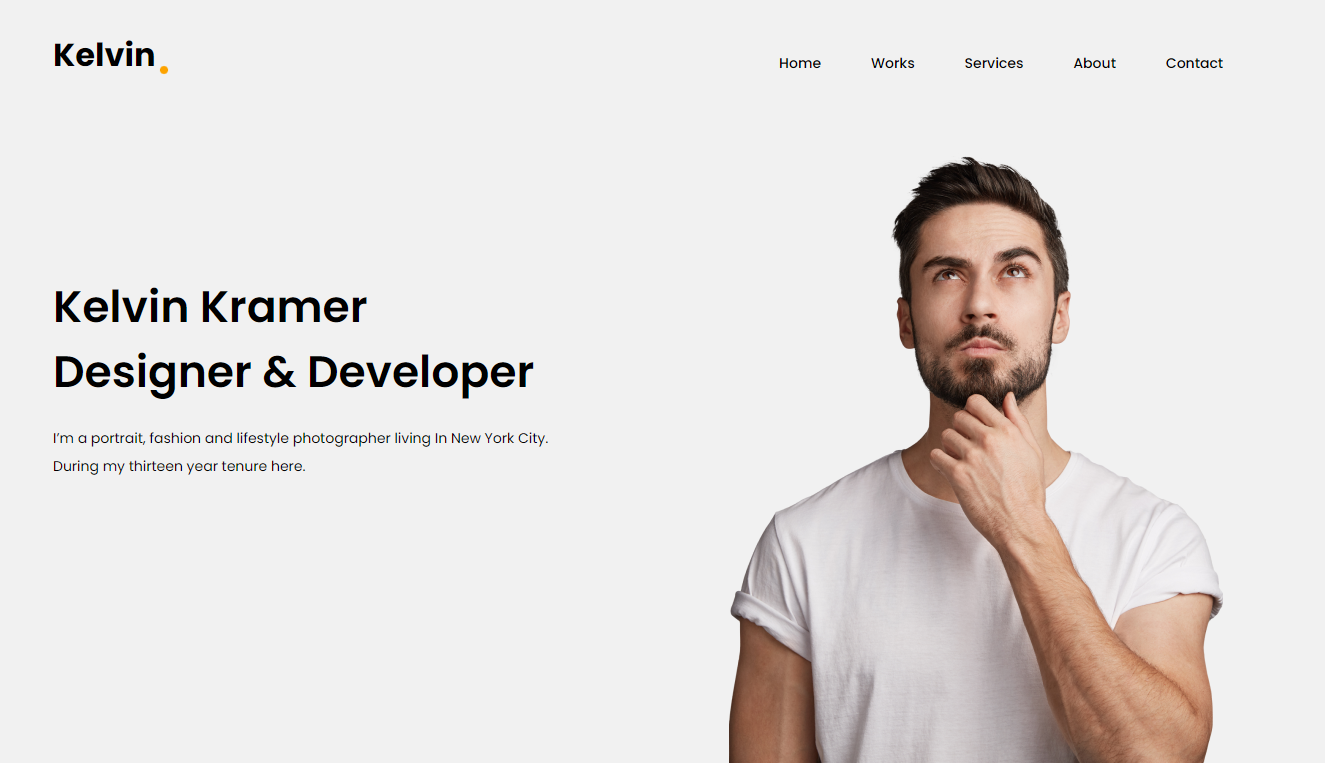 Kelvin.
Home Works Services About Contact
Kelvin Kramer
Designer & Developer
I'm a portrait, fashion and lifestyle photographer living In New York City.
During my thirteen year tenure here.